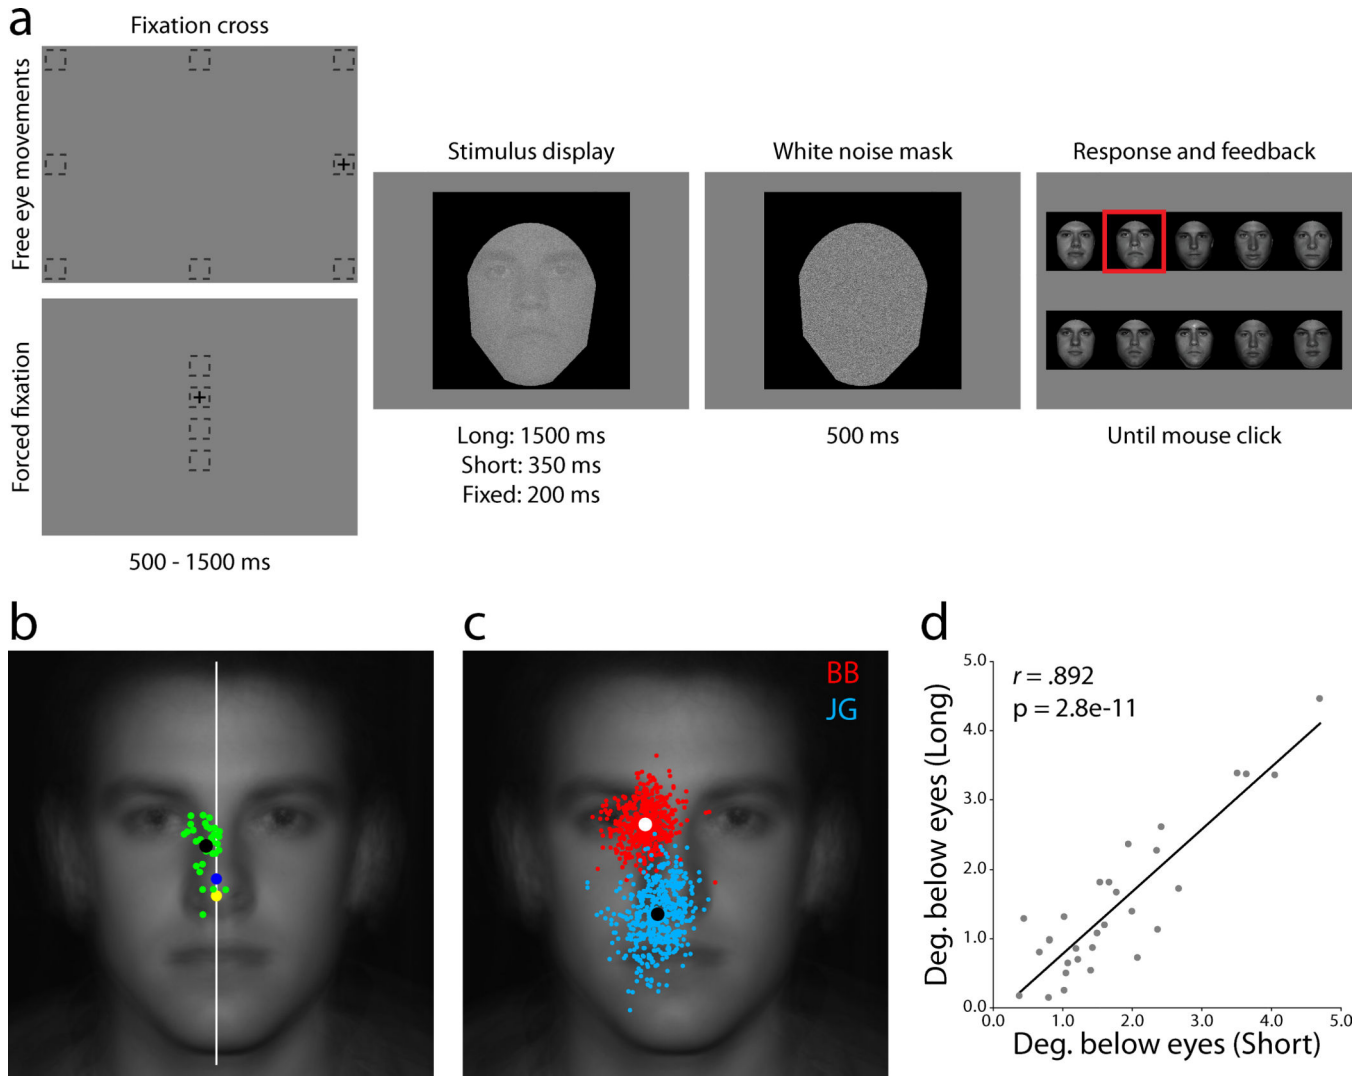 a
Fixation cross
Free eye movements
Forced fixation
500 - 1500 ms
Stimulus display
Long: 1500 ms
Short: 350 ms
Fixed: 200 ms
White noise mask
500 ms
Response and feedback
Until mouse click
b
c
BB
JG
d
r = .892
p = 2.8e-11
Deg. below eyes (Long)
5.0
4.0
3.0
2.0
1.0
0.0
0.0 1.0 2.0 3.0 4.0 5.0
Deg. below eyes (Short)